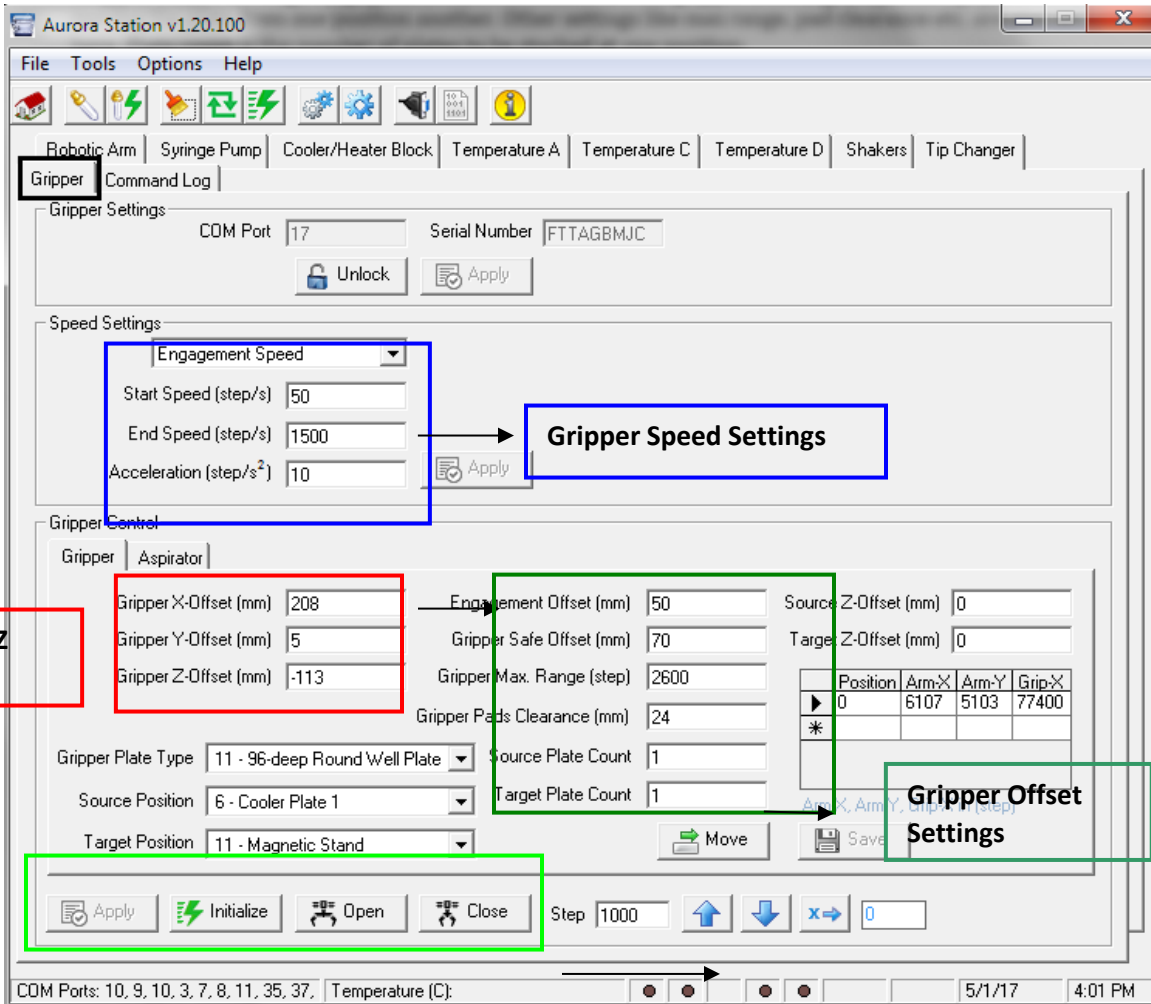 Aurora Station v1.20.100
File Tools Options Help
Robotic Arm Syringe Pump Cooler/Heater Block Temperature A Temperature C Temperature D Shakers Tip Changer
Gripper Command Log
Gripper Settings
COM Port 17 Serial Number FTTAGBMJC
Unlock Apply
Speed Settings
Engagement Speed
Start Speed (step/s) 50
End Speed (step/s) 1500
Gripper Speed Settings
Acceleration (step/s2) 10 Apply
Gripper Control
Gripper Aspirator
Gripper X-Offset (mm) 208 Engagement Offset (mm) 50 Source Z-Offset (mm) 0
Z Gripper Y-Offset (mm) 5 Gripper Safe Offset (mm) 70 Target Z-Offset (mm) 0
Gripper Z-Offset (mm) -113 Gripper Max. Range (step) 2600
Position Arm-X Arm-Y Grip-X
0 6107 5103 77400
Gripper Pads Clearance (mm) 24
Gripper Plate Type 11 - 96-deep Round Well Plate Source Plate Count 1
Source Position 6 - Cooler Plate 1 Target Plate Count 1
Gripper Offset Settings
Target Position 11 - Magnetic Stand Move Save
Apply Initialize Open Close Step 1000 x 0
COM Ports: 10, 9, 10, 3, 7, 8, 11, 35, 37, Temperature (C): 5/1/17 4:01 PM